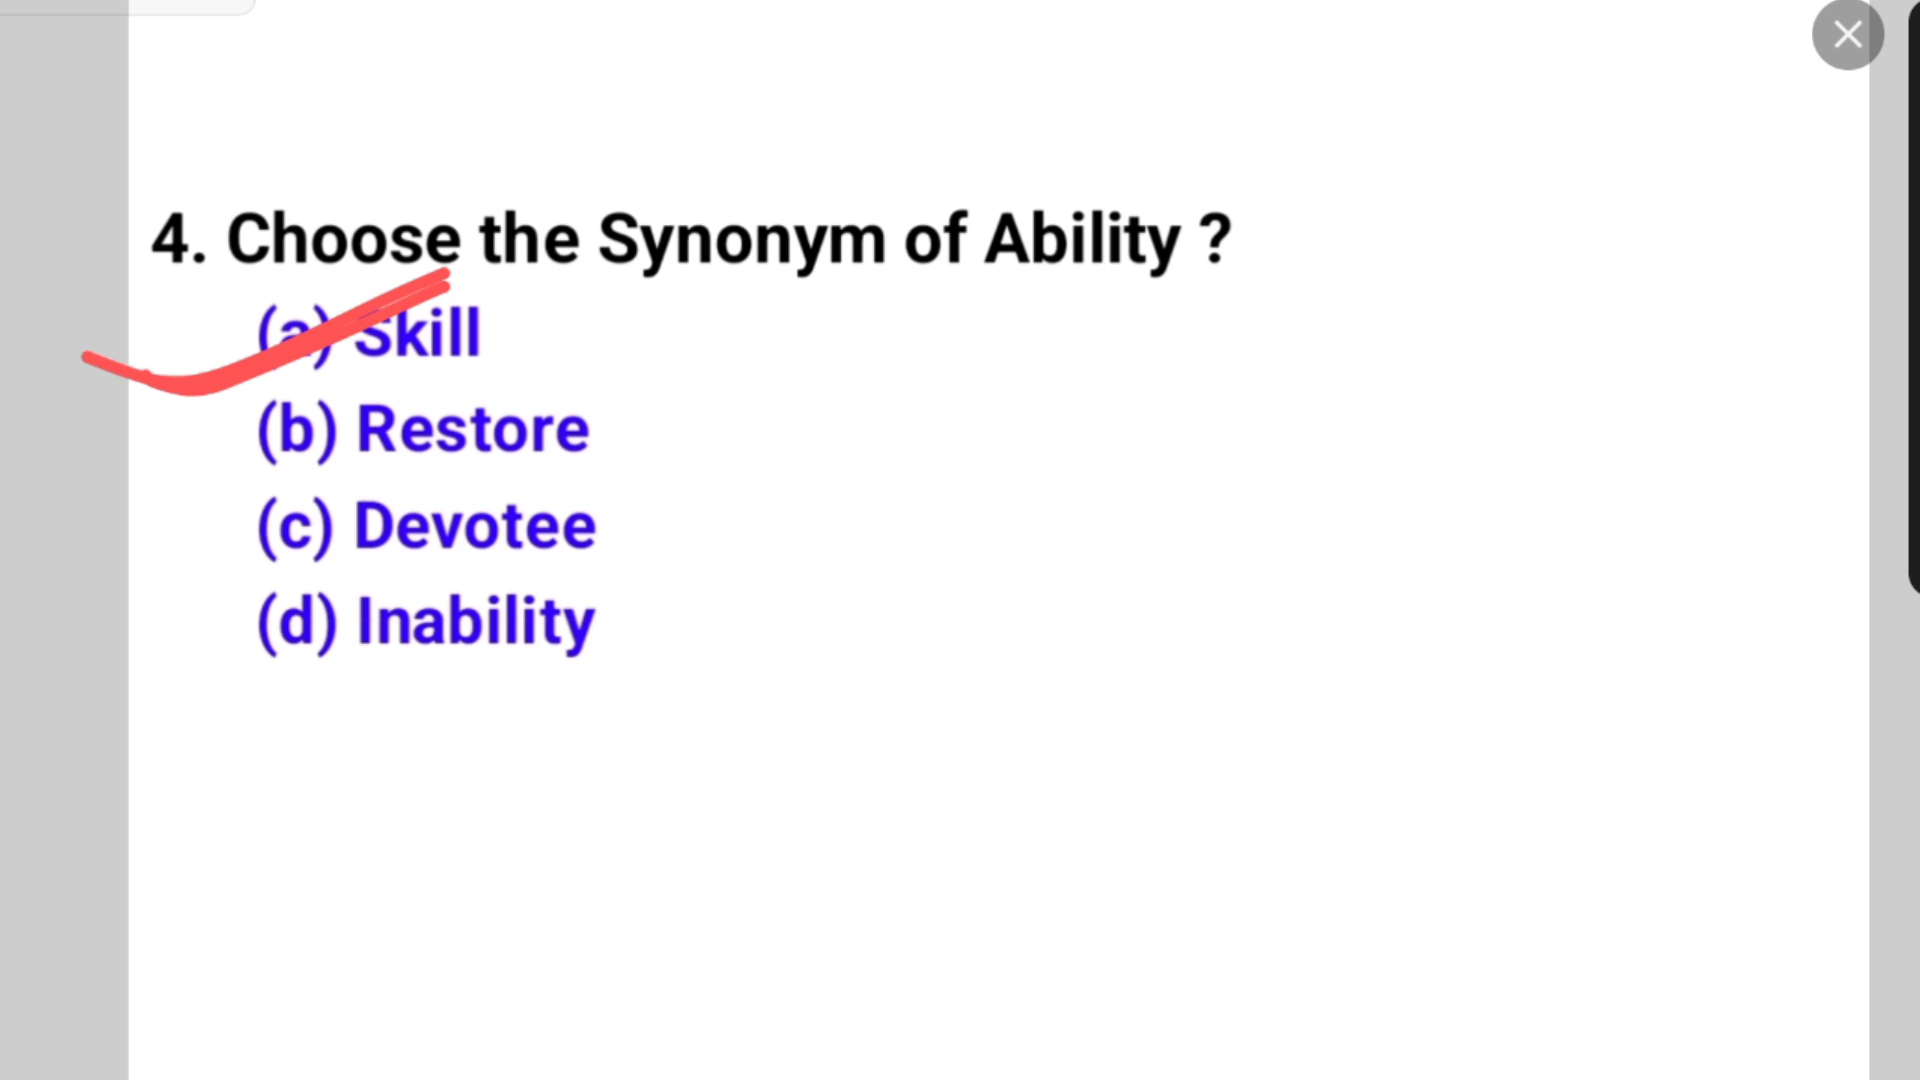 4. Choose the Synonym of Ability ?
(a) Skill
(b) Restore
(c) Devotee
(d) Inability